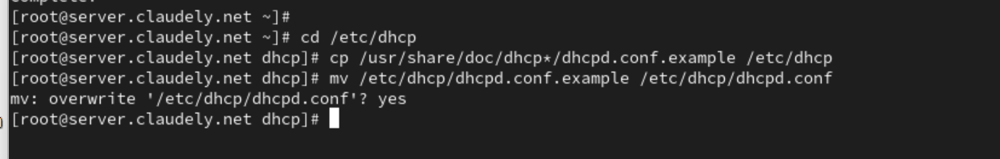 [root@server.claudely.net ~]#
[root@server.claudely.net ~]# cd /etc/dhcp
[root@server.claudely.net dhcp]# cp /usr/share/doc/dhcp*/dhcpd.conf.example /etc/dhcp
[root@server.claudely.net dhcp]# mv /etc/dhcp/dhcpd.conf.example /etc/dhcp/dhcpd.conf
mv: overwrite '/etc/dhcp/dhcpd.conf'? yes
[root@server.claudely.net dhcp]#